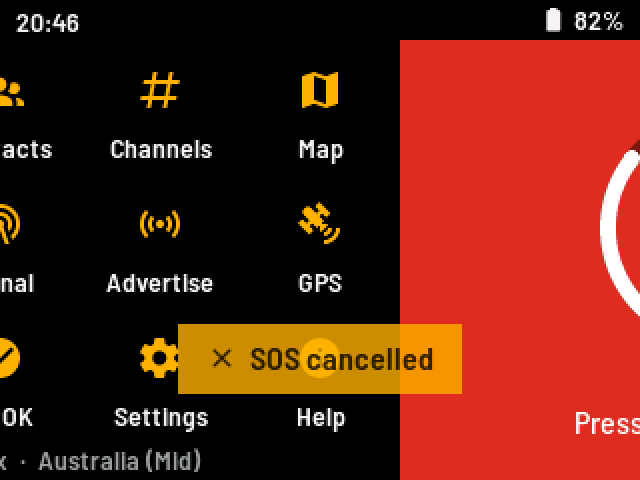 20:46
82%
acts Channels Map
nal Advertise GPS
SOS cancelled
OK Settings Help
Press
x · Australia (Mid)